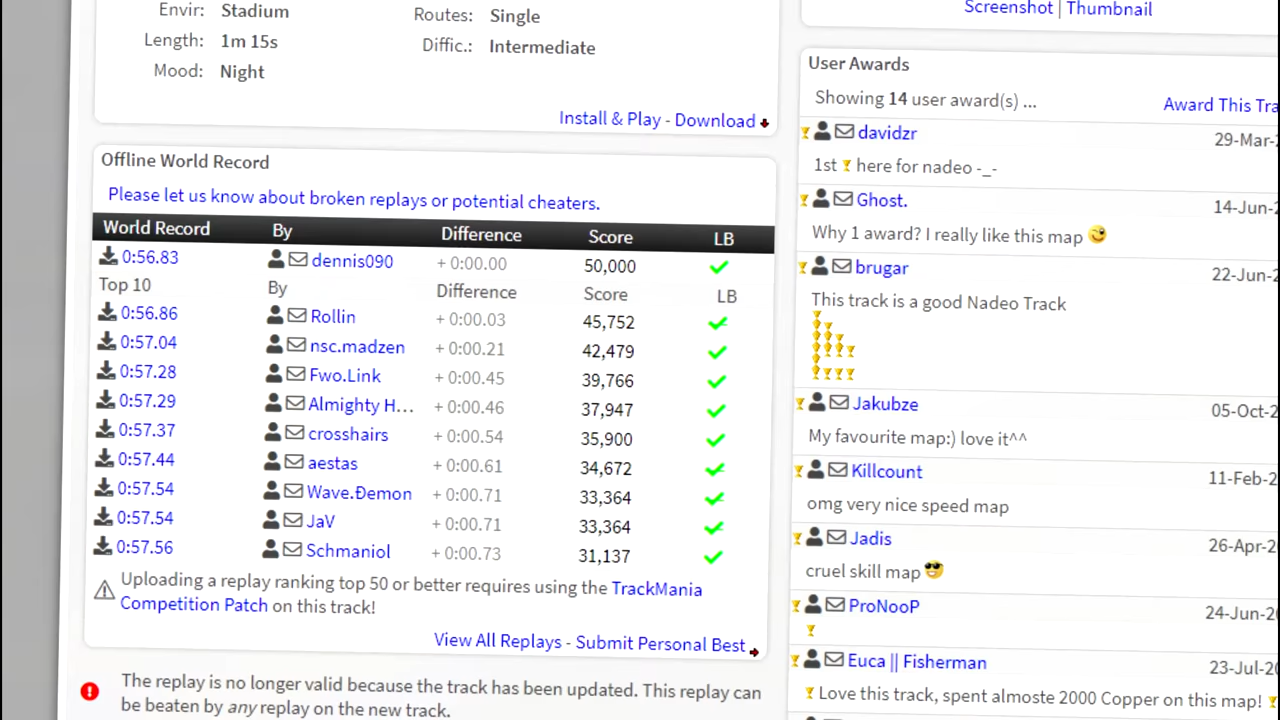 Envir: Stadium Routes: Single
Length: 1m 15s Diffic.: Intermediate
Mood: Night
Install & Play - Download
Offline World Record
Please let us know about broken replays or potential cheaters.
World Record By Difference Score LB
0:56.83 dennis090 + 0:00.00 50,000
Top 10 By Difference Score LB
0:56.86 Rollin + 0:00.03 45,752
0:57.04 nsc.madzen + 0:00.21 42,479
0:57.28 Fwo.Link + 0:00.45 39,766
0:57.29 Almighty H... + 0:00.46 37,947
0:57.37 crosshairs + 0:00.54 35,900
0:57.44 aestas + 0:00.61 34,672
0:57.54 Wave.Đemon + 0:00.71 33,364
0:57.54 JaV + 0:00.71 33,364
0:57.56 Schmaniol + 0:00.73 31,137
Uploading a replay ranking top 50 or better requires using the TrackMania
Competition Patch on this track!
View All Replays - Submit Personal Best
The replay is no longer valid because the track has been updated. This replay can
be beaten by any replay on the new track.
Screenshot | Thumbnail
User Awards
Showing 14 user award(s) ... Award This
davidzr 29-Mar-
1st here for nadeo -_-
Ghost. 14-Jun-
Why 1 award? I really like this map
brugar 22-Jun-
This track is a good Nadeo Track
Jakubze 05-Oct-
My favourite map:) love it^^
Killcount 11-Feb-
omg very nice speed map
Jadis 26-Apr-
cruel skill map
ProNooP 24-Jun-
Euca || Fisherman 23-Jul-
Love this track, spent almoste 2000 Copper on this map!